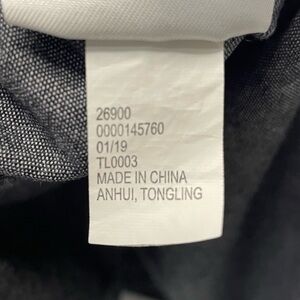 26900
0000145760
01/19
TL0003
MADE IN CHINA
ANHUI, TONGLING